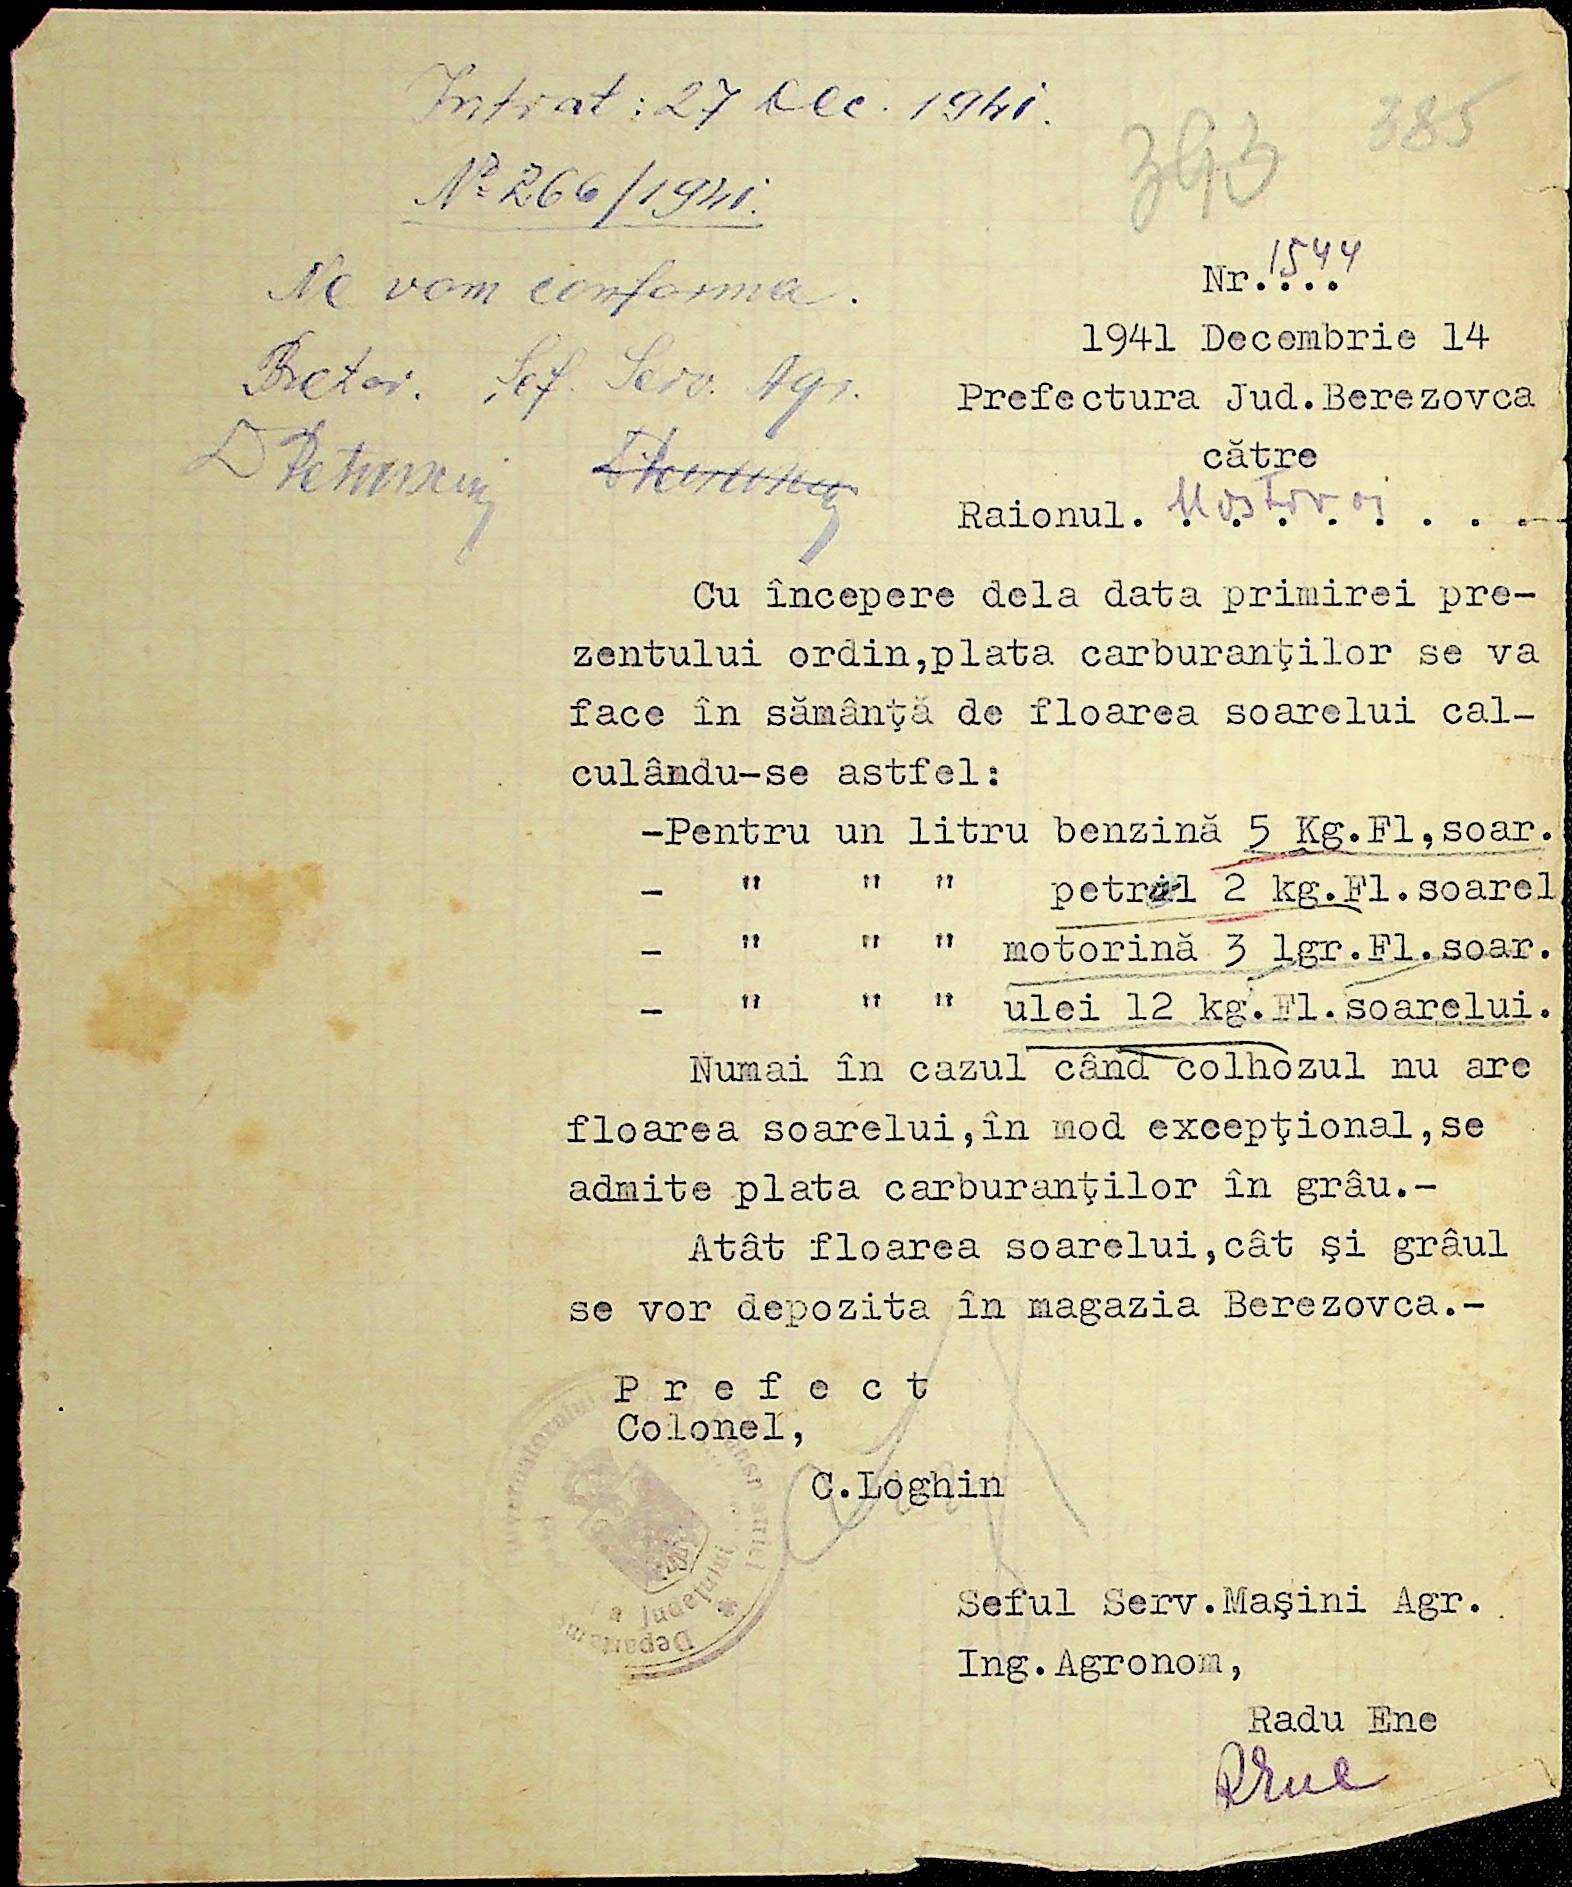 Intrat: 27 Dec. 1941.
385
393
№ 266/1941.
Nr.1544
Ne vom conforma.
1941 Decembrie 14
Pretor. Șef. Serv. Agr.
Prefectura Jud.Berezovca
către
Raionul. Mostovoi
Cu începere dela data primirei pre-
zentului ordin,plata carburanţilor se va
face în sămânţă de floarea soarelui cal-
culându-se astfel:
-Pentru un litru benzină 5 Kg.Fl,soar.
- " " " petrol 2 kg.Fl.soarel
- " " " motorină 3 lgr.Fl.soar.
- " " " ulei 12 kg.Fl.soarelui.
Numai în cazul când colhozul nu are
floarea soarelui,în mod excepţional,se
admite plata carburanţilor în grâu.-
Atât floarea soarelui,cât şi grâul
se vor depozita în magazia Berezovca.-
P r e f e c t
Colonel,
C.Loghin
Seful Serv.Maşini Agr.
Ing.Agronom,
Radu Ene
REne